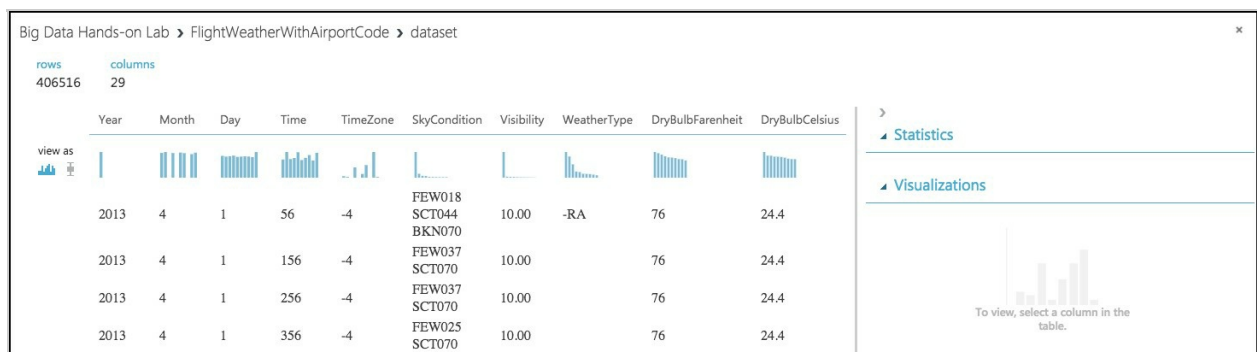 Big Data Hands-on Lab › FlightWeatherWithAirportCode › dataset
×
rows columns
406516 29
Year Month Day Time TimeZone SkyCondition Visibility WeatherType DryBulbFarenheit DryBulbCelsius
view as
2013 4 1 56 -4 FEW018 SCT044 BKN070 10.00 -RA 76 24.4
2013 4 1 156 -4 FEW037 SCT070 10.00 76 24.4
2013 4 1 256 -4 FEW037 SCT070 10.00 76 24.4
2013 4 1 356 -4 FEW025 SCT070 10.00 76 24.4
Statistics
Visualizations
To view, select a column in the
table.